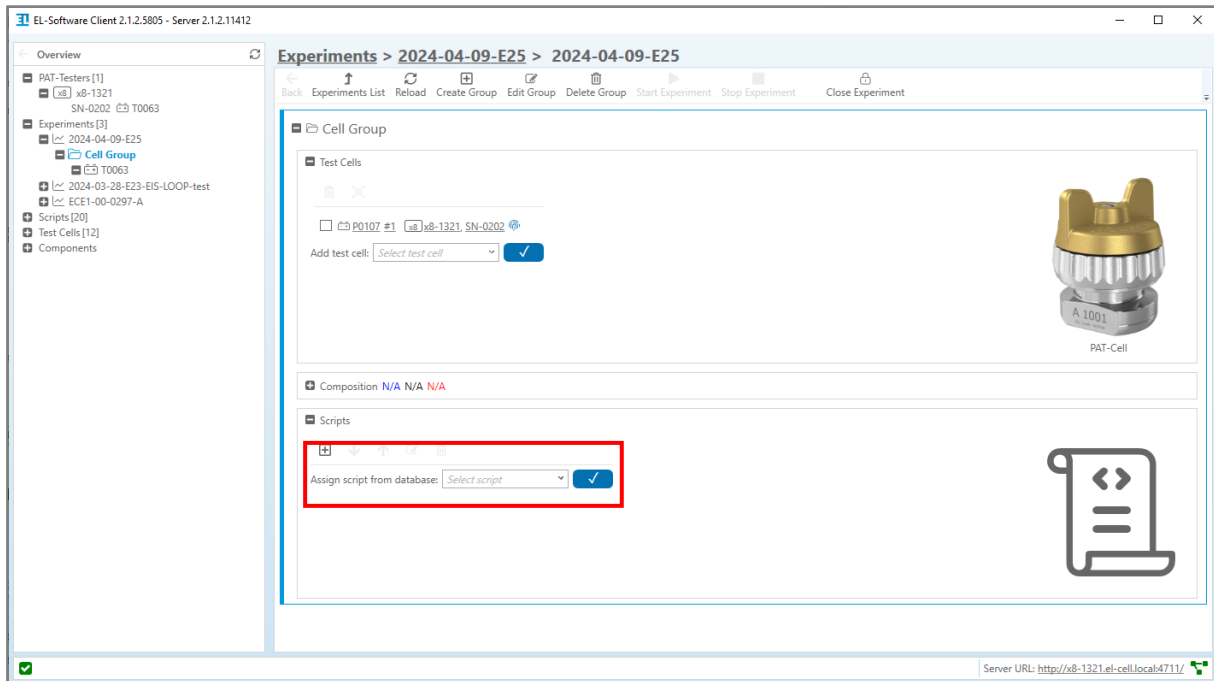 EL-Software Client 2.1.2.5805 - Server 2.1.2.11412
Overview
PAT-Testers [1]
x8 x8-1321
SN-0202 T0063
Experiments [3]
2024-04-09-E25
Cell Group
T0063
2024-03-28-E23-EIS-LOOP-test
ECE1-00-0297-A
Scripts [20]
Test Cells [12]
Components
Experiments > 2024-04-09-E25 > 2024-04-09-E25
Back Experiments List Reload Create Group Edit Group Delete Group Start Experiment Stop Experiment Close Experiment
Cell Group
Test Cells
P0107 #1 x8 x8-1321, SN-0202
Add test cell: Select test cell
A 1001
PAT-Cell
Composition N/A N/A N/A
Scripts
Assign script from database: Select script
Server URL: http://x8-1321.el-cell.local:4711/